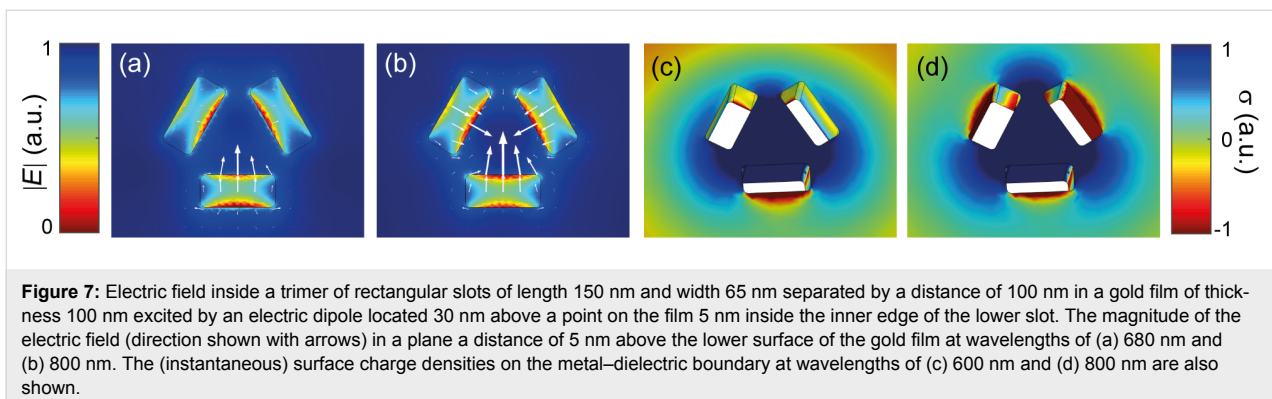 1
(a)
(b)
(c)
(d)
1
|E| (a.u.)
0
σ (a.u.)
0
-1
Figure 7: Electric field inside a trimer of rectangular slots of length 150 nm and width 65 nm separated by a distance of 100 nm in a gold film of thick-
ness 100 nm excited by an electric dipole located 30 nm above a point on the film 5 nm inside the inner edge of the lower slot. The magnitude of the
electric field (direction shown with arrows) in a plane a distance of 5 nm above the lower surface of the gold film at wavelengths of (a) 680 nm and
(b) 800 nm. The (instantaneous) surface charge densities on the metal–dielectric boundary at wavelengths of (c) 600 nm and (d) 800 nm are also
shown.